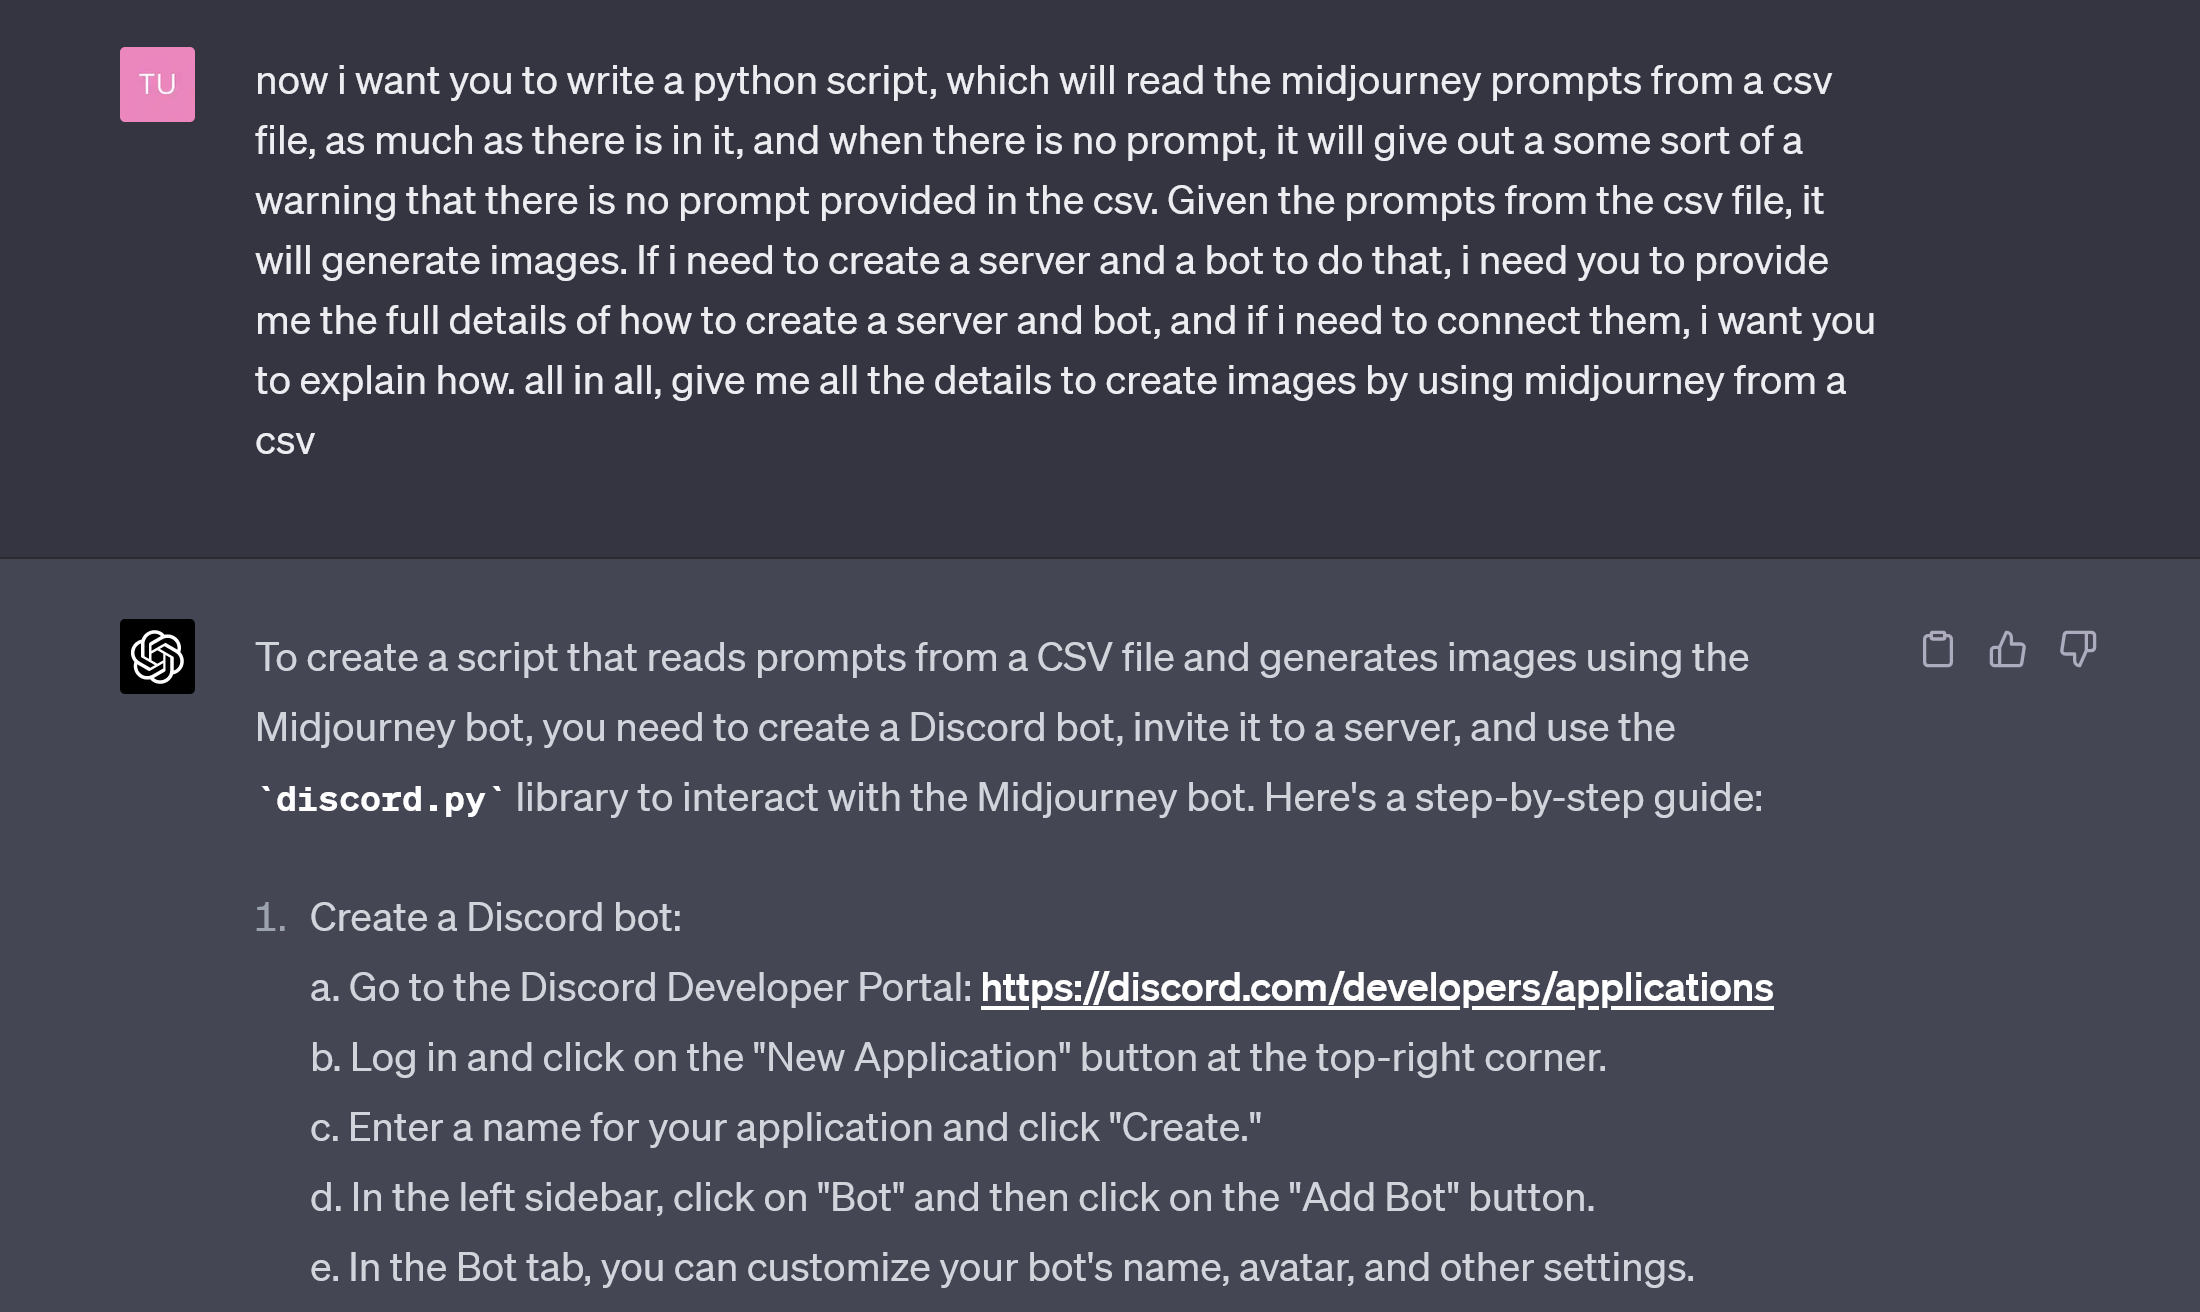 TU
now i want you to write a python script, which will read the midjourney prompts from a csv
file, as much as there is in it, and when there is no prompt, it will give out a some sort of a
warning that there is no prompt provided in the csv. Given the prompts from the csv file, it
will generate images. If i need to create a server and a bot to do that, i need you to provide
me the full details of how to create a server and bot, and if i need to connect them, i want you
to explain how. all in all, give me all the details to create images by using midjourney from a
csv
To create a script that reads prompts from a CSV file and generates images using the
Midjourney bot, you need to create a Discord bot, invite it to a server, and use the
`discord.py` library to interact with the Midjourney bot. Here's a step-by-step guide:
1. Create a Discord bot:
a. Go to the Discord Developer Portal: https://discord.com/developers/applications
b. Log in and click on the "New Application" button at the top-right corner.
c. Enter a name for your application and click "Create."
d. In the left sidebar, click on "Bot" and then click on the "Add Bot" button.
e. In the Bot tab, you can customize your bot's name, avatar, and other settings.